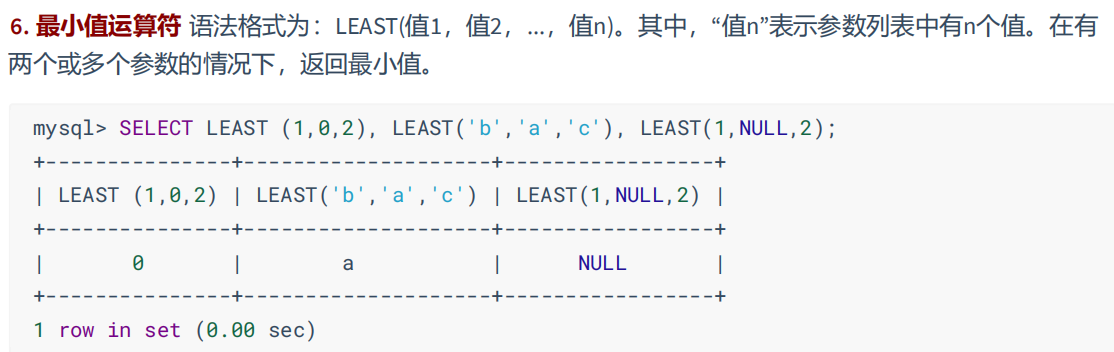 6. 最小值运算符 语法格式为：LEAST(值1，值2，...，值n)。其中，“值n”表示参数列表中有n个值。在有
两个或多个参数的情况下，返回最小值。
mysql> SELECT LEAST (1,0,2), LEAST('b','a','c'), LEAST(1,NULL,2);
+---------------+--------------------+-----------------+
| LEAST (1,0,2) | LEAST('b','a','c') | LEAST(1,NULL,2) |
+---------------+--------------------+-----------------+
|       0       |        a           |      NULL       |
+---------------+--------------------+-----------------+
1 row in set (0.00 sec)